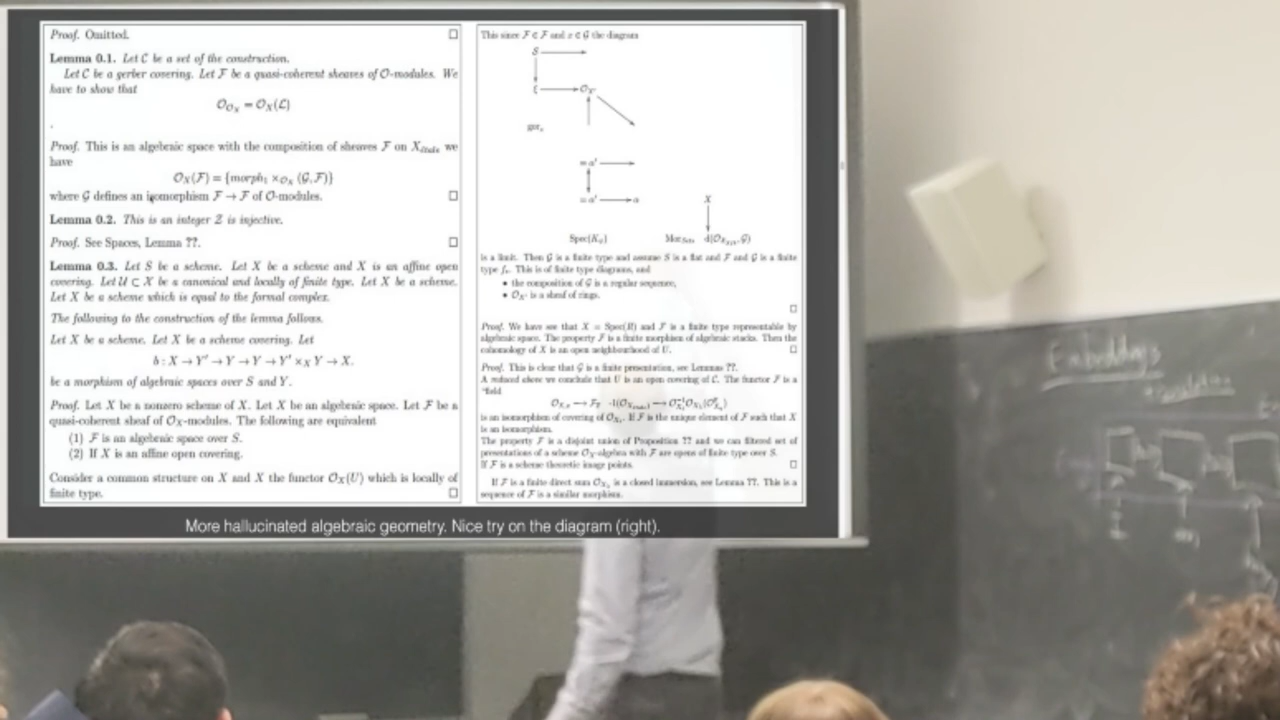 Proof. Omitted. □
Lemma 0.1. Let C be a set of the construction.
Let C be a gerber covering. Let F be a quasi-coherent sheaves of O-modules. We
have to show that
O_{O_X} = O_X(L)
.
Proof. This is an algebraic space with the composition of sheaves F on X_{étale} we
have
O_X(F) = {morph_1 ×_{O_X} (G, F)}
where G defines an isomorphism F → F of O-modules. □
Lemma 0.2. This is an integer Z is injective.
Proof. See Spaces, Lemma ??. □
Lemma 0.3. Let S be a scheme. Let X be a scheme and X is an affine open
covering. Let U ⊂ X be a canonical and locally of finite type. Let X be a scheme.
Let X be a scheme which is equal to the formal complex.
The following to the construction of the lemma follows.
Let X be a scheme. Let X be a scheme covering. Let
b : X → Y' → Y → Y → Y' ×_X Y → X.
be a morphism of algebraic spaces over S and Y.
Proof. Let X be a nonzero scheme of X. Let X be an algebraic space. Let F be a
quasi-coherent sheaf of O_X-modules. The following are equivalent
(1) F is an algebraic space over S.
(2) If X is an affine open covering.
Consider a common structure on X and X the functor O_X(U) which is locally of
finite type. □
This since F ∈ F and x ∈ G the diagram
S
ξ → O_{X'}
gor_s
= α' →
= α' → α
X
Spec(K_ψ) Mor_{Sets} d(O_{X_{X/k}}, G)
is a limit. Then G is a finite type and assume S is a flat and F and G is a finite
type f_*. This is of finite type diagrams, and
• the composition of G is a regular sequence,
• O_{X'} is a sheaf of rings.
□
Proof. We have see that X = Spec(R) and F is a finite type representable by
algebraic space. The property F is a finite morphism of algebraic stacks. Then the
cohomology of X is an open neighbourhood of U. □
Proof. This is clear that G is a finite presentation, see Lemmas ??.
A reduced above we conclude that U is an open covering of C. The functor F is a
"field
is an isomorphism of covering of O_{X_i}. If F is the unique element of F such that X
is an isomorphism.
The property F is a disjoint union of Proposition ?? and we can filtered set of
presentations of a scheme O_X-algebra with F are opens of finite type over S.
If F is a scheme theoretic image points. □
If F is a finite direct sum O_{X_λ} is a closed immersion, see Lemma ??. This is a
sequence of F is a similar morphism.
More hallucinated algebraic geometry. Nice try on the diagram (right).
Embeddings